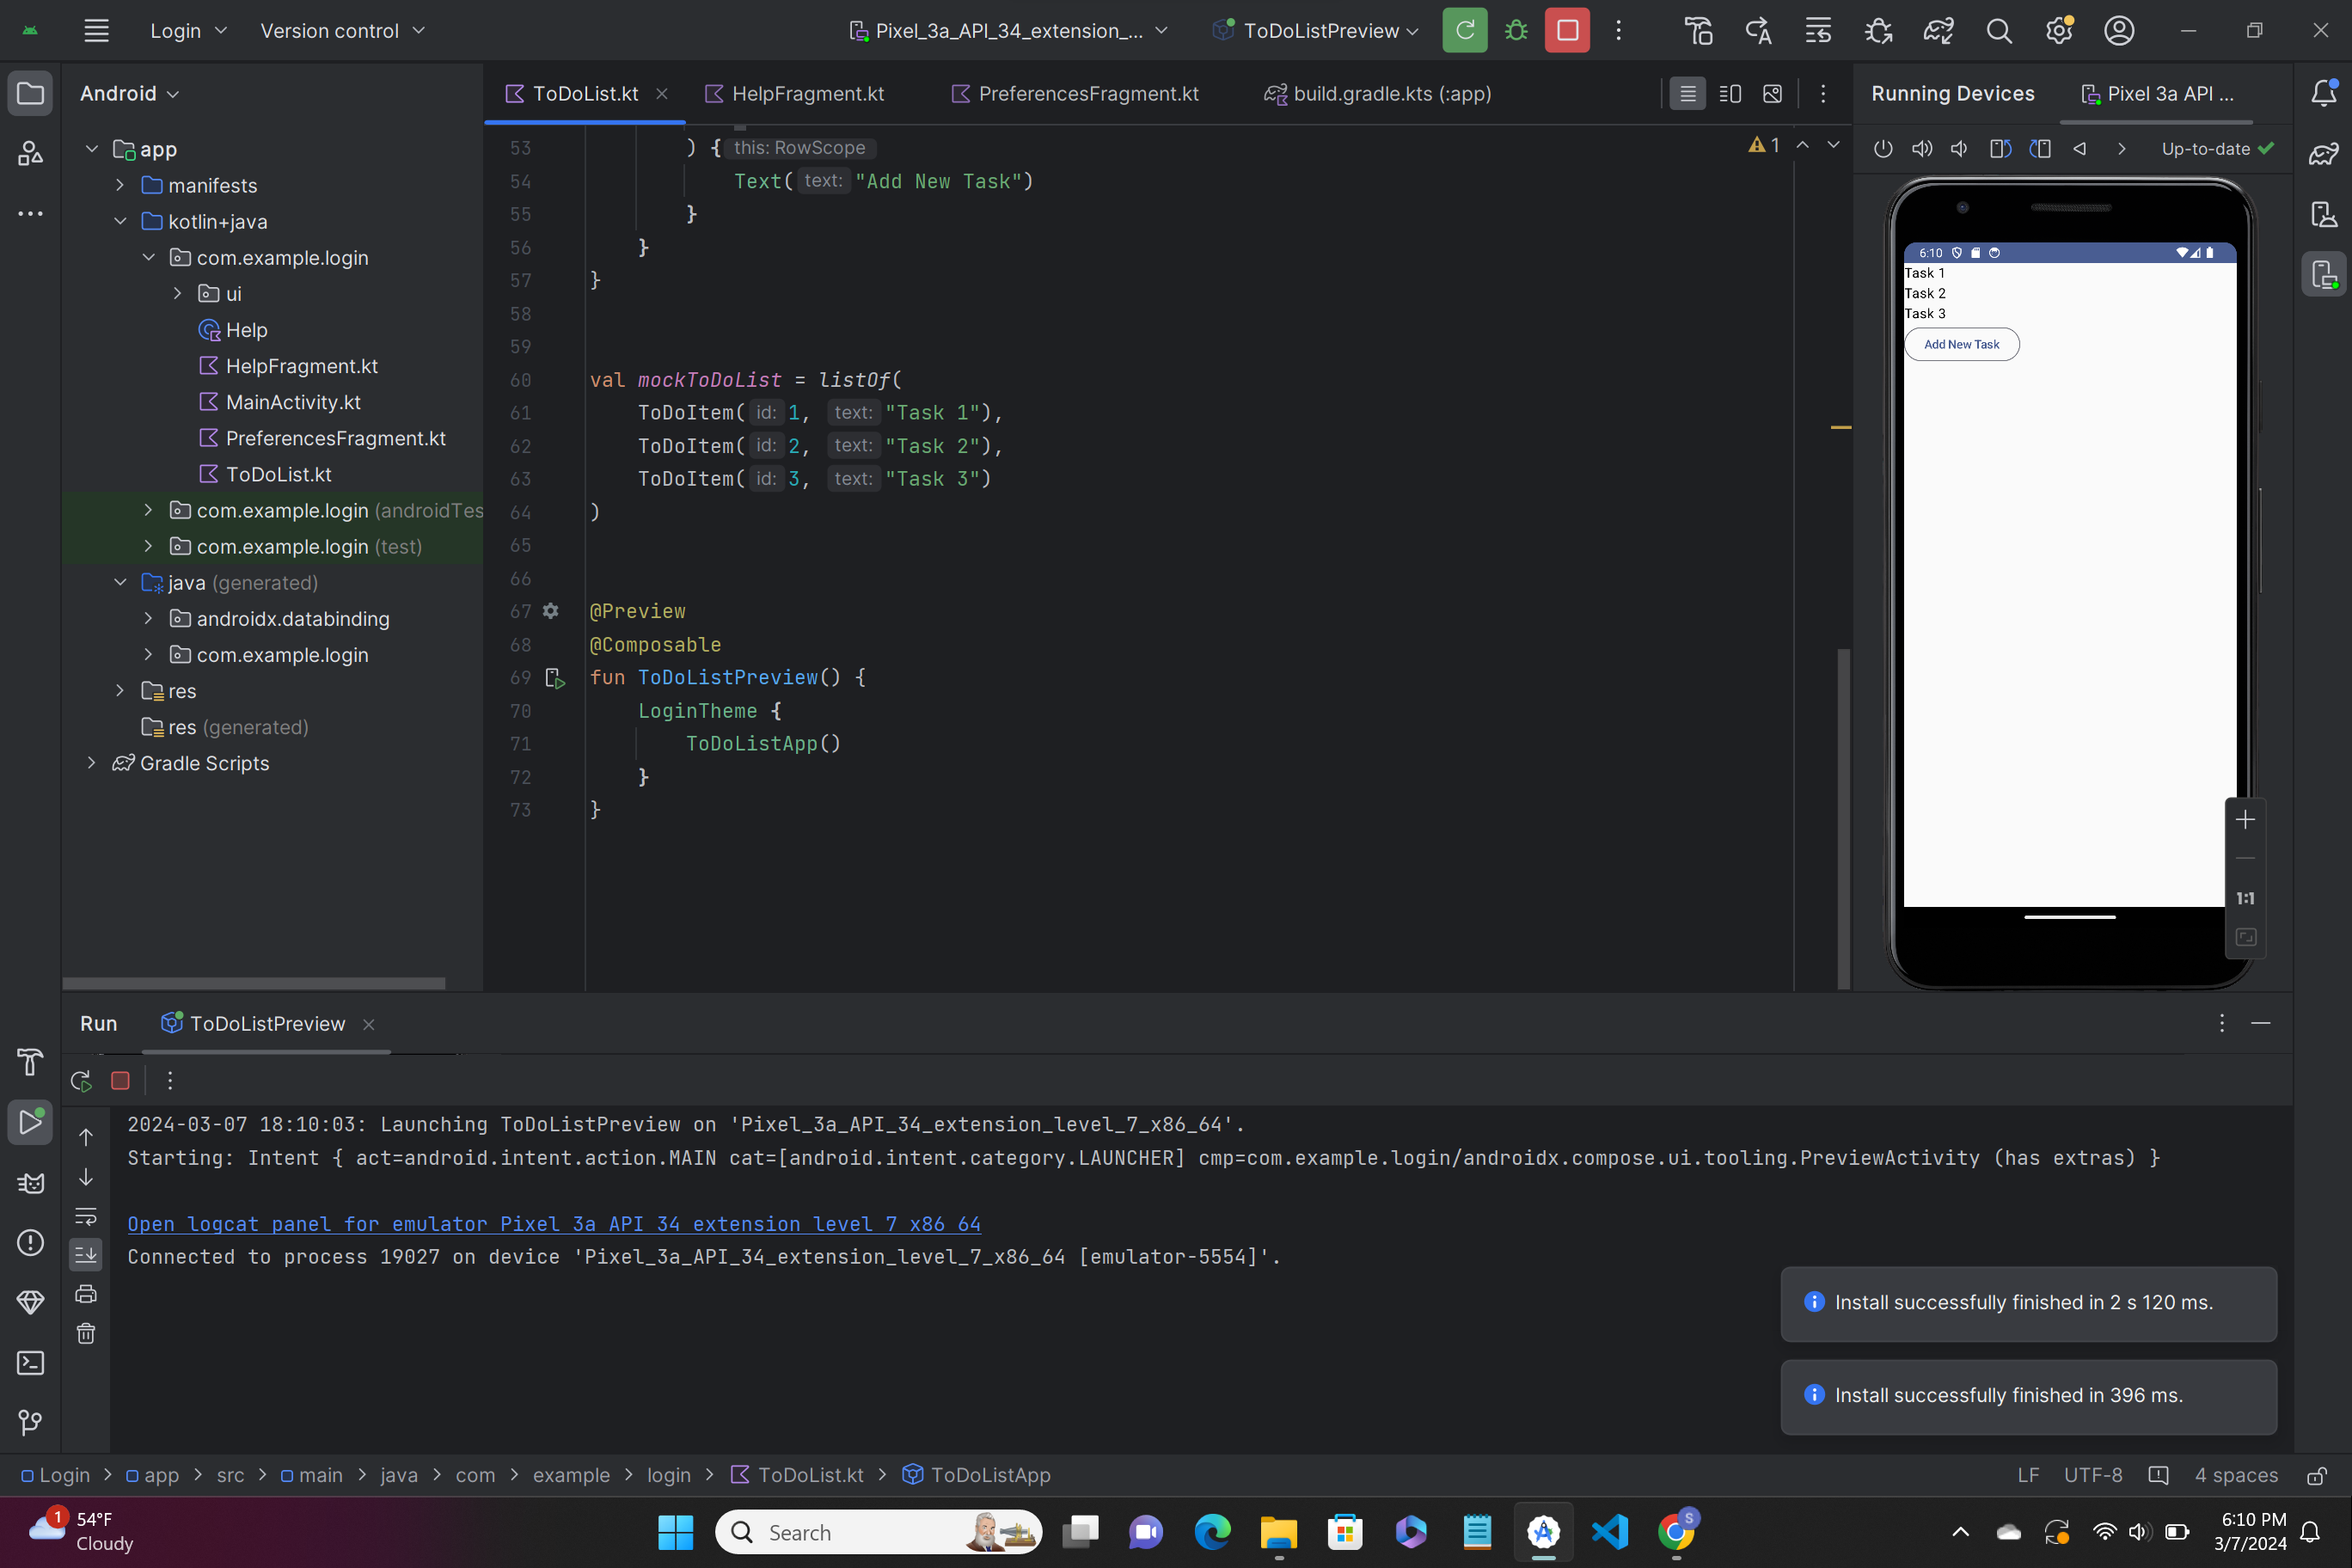 Login
Version control
Pixel_3a_API_34_extension_...
ToDoListPreview
Android
ToDoList.kt
HelpFragment.kt
PreferencesFragment.kt
build.gradle.kts (:app)
Running Devices
Pixel 3a API ...
app
manifests
kotlin+java
com.example.login
ui
Help
HelpFragment.kt
MainActivity.kt
PreferencesFragment.kt
ToDoList.kt
com.example.login (androidTes
com.example.login (test)
java (generated)
androidx.databinding
com.example.login
res
res (generated)
Gradle Scripts
53 ) { this: RowScope
54 Text( text: "Add New Task")
55 }
56 }
57 }
58
59
60 val mockToDoList = listOf(
61 ToDoItem( id: 1, text: "Task 1"),
62 ToDoItem( id: 2, text: "Task 2"),
63 ToDoItem( id: 3, text: "Task 3")
64 )
65
66
67 @Preview
68 @Composable
69 fun ToDoListPreview() {
70 LoginTheme {
71 ToDoListApp()
72 }
73 }
1
Up-to-date
6:10
Task 1
Task 2
Task 3
Add New Task
1:1
Run
ToDoListPreview
2024-03-07 18:10:03: Launching ToDoListPreview on 'Pixel_3a_API_34_extension_level_7_x86_64'.
Starting: Intent { act=android.intent.action.MAIN cat=[android.intent.category.LAUNCHER] cmp=com.example.login/androidx.compose.ui.tooling.PreviewActivity (has extras) }
Open logcat panel for emulator Pixel 3a API 34 extension level 7 x86 64
Connected to process 19027 on device 'Pixel_3a_API_34_extension_level_7_x86_64 [emulator-5554]'.
Install successfully finished in 2 s 120 ms.
Install successfully finished in 396 ms.
Login > app > src > main > java > com > example > login > ToDoList.kt > ToDoListApp
LF
UTF-8
4 spaces
1
54°F
Cloudy
Search
S
6:10 PM
3/7/2024